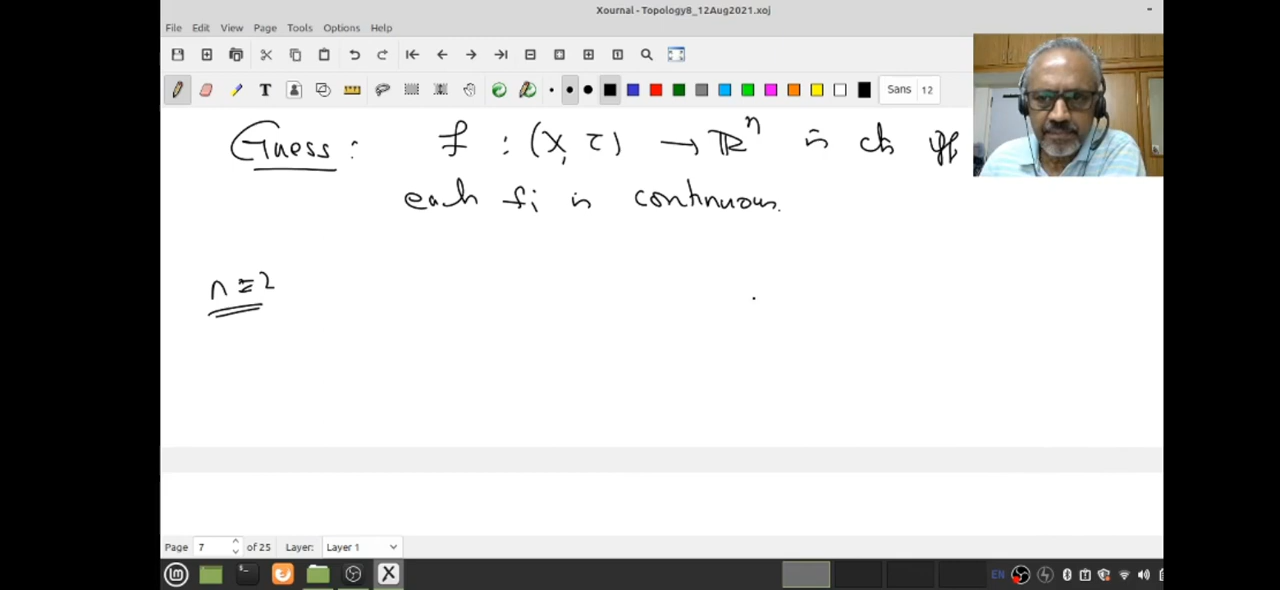 Xournal - Topology8_12Aug2021.xoj
File Edit View Page Tools Options Help
T Sans 12
Guess : f : (X, τ) → ℝⁿ is cts iff
each fi is continuous.
n = 2
Page 7 of 25 Layer: Layer 1
X EN